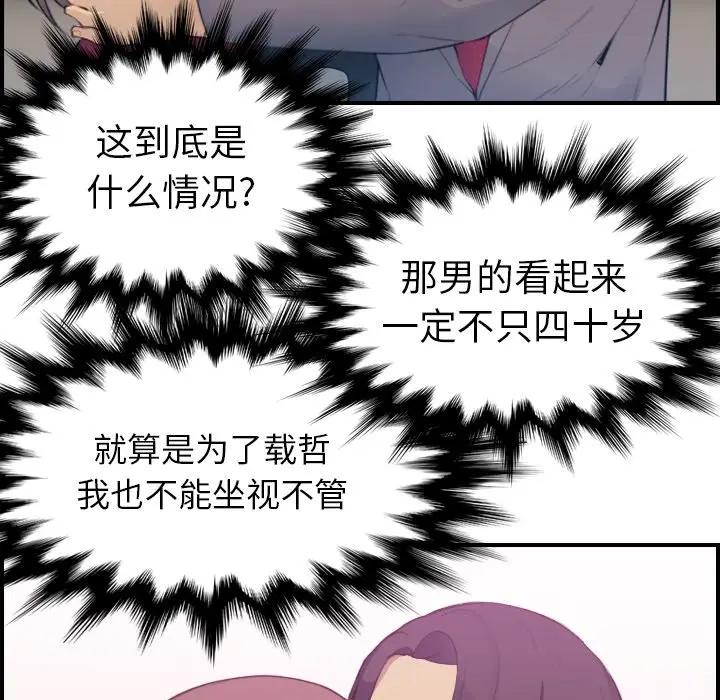 这到底是
什么情况?
那男的看起来
一定不只四十岁
就算是为了载哲
我也不能坐视不管